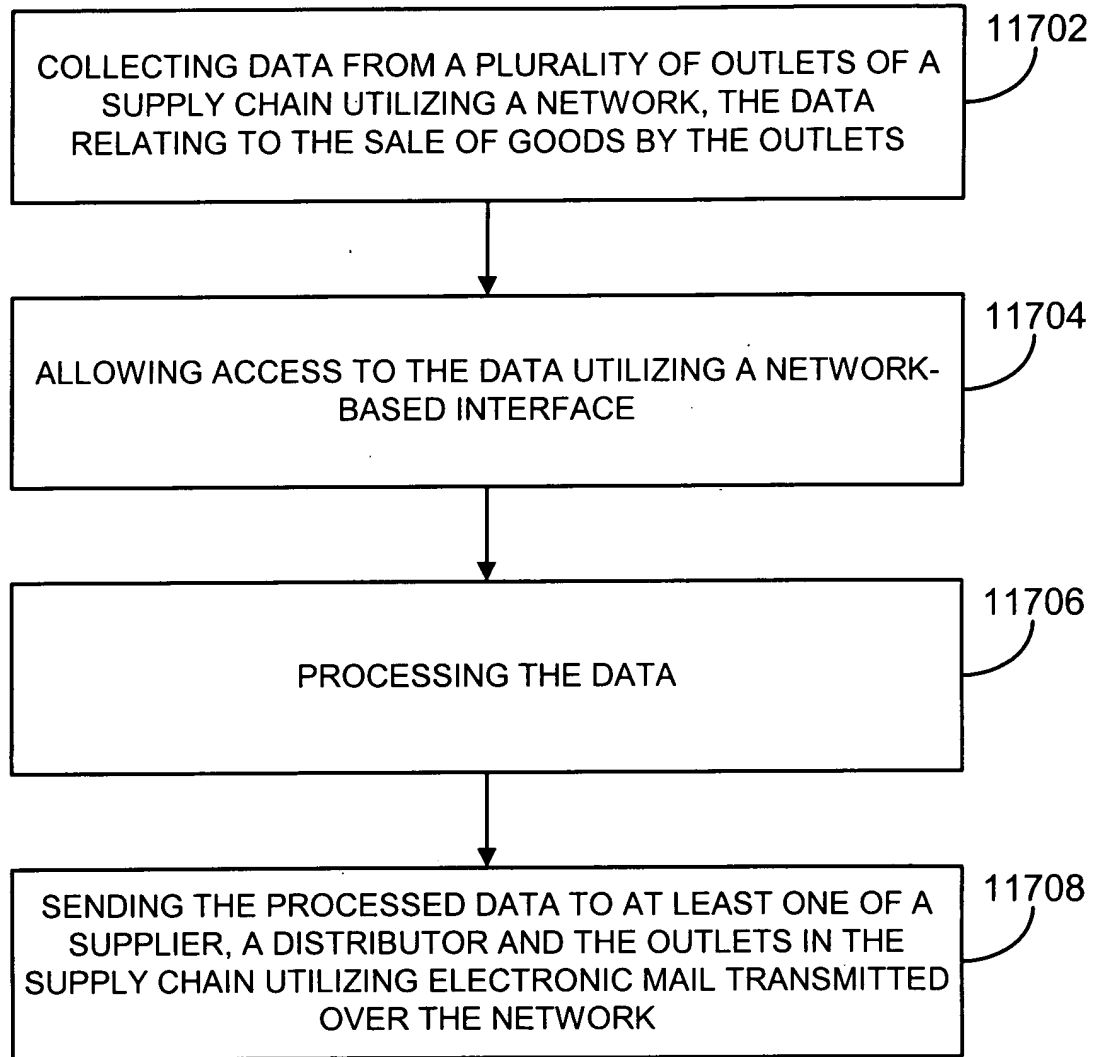 11702
COLLECTING DATA FROM A PLURALITY OF OUTLETS OF A
SUPPLY CHAIN UTILIZING A NETWORK, THE DATA
RELATING TO THE SALE OF GOODS BY THE OUTLETS
11704
ALLOWING ACCESS TO THE DATA UTILIZING A NETWORK-
BASED INTERFACE
11706
PROCESSING THE DATA
11708
SENDING THE PROCESSED DATA TO AT LEAST ONE OF A
SUPPLIER, A DISTRIBUTOR AND THE OUTLETS IN THE
SUPPLY CHAIN UTILIZING ELECTRONIC MAIL TRANSMITTED
OVER THE NETWORK